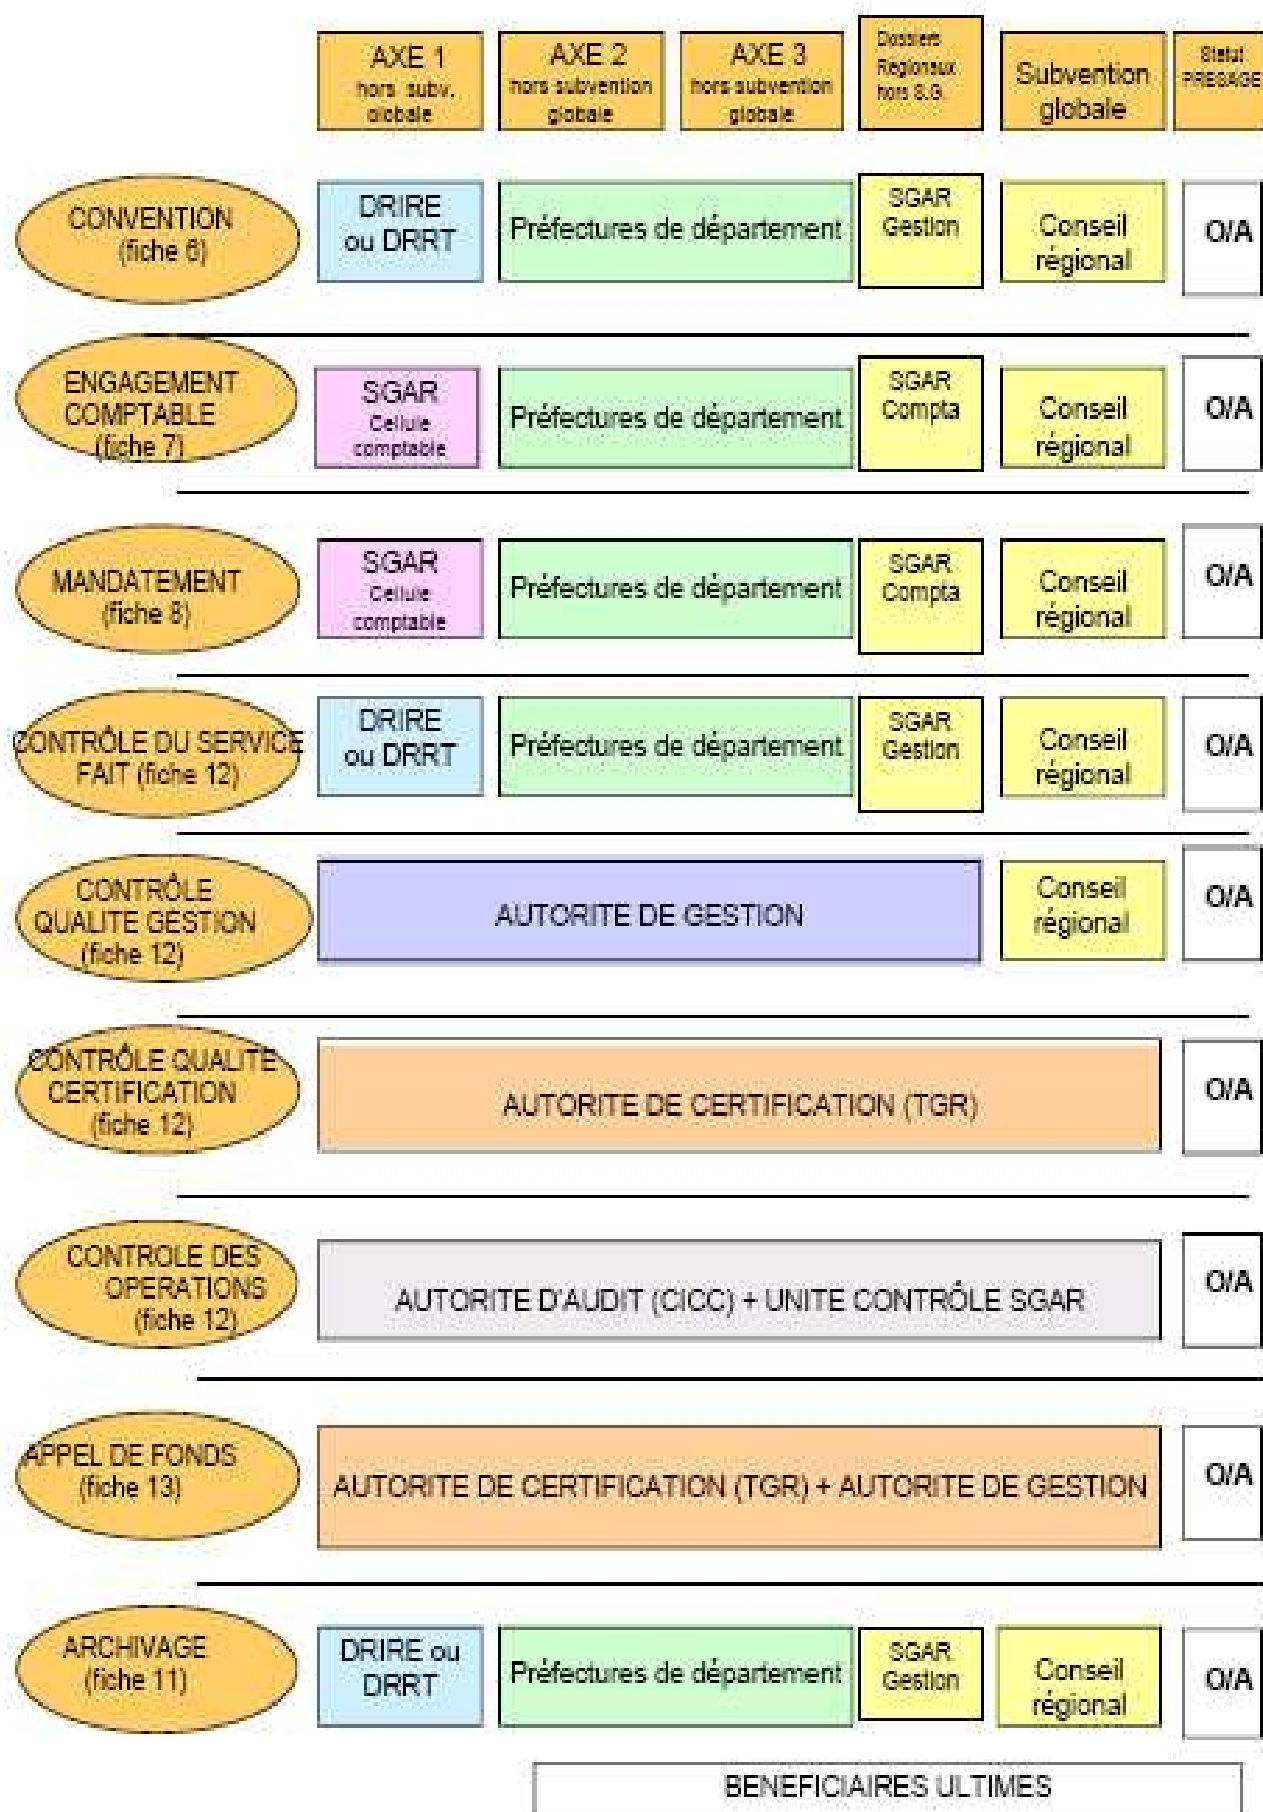 AXE 1
hors subv.
globale
AXE 2
hors subvention
globale
AXE 3
hors subvention
globale
Dossiers
Regionaux
hors S.G.
Subvention
globale
Statut
PRESAGE
CONVENTION
(fiche 6)
DRIRE
ou DRRT
Préfectures de département
SGAR
Gestion
Conseil
régional
O/A
ENGAGEMENT
COMPTABLE
(fiche 7)
SGAR
Cellule
comptable
Préfectures de département
SGAR
Compta
Conseil
régional
O/A
MANDATEMENT
(fiche 8)
SGAR
Cellule
comptable
Préfectures de département
SGAR
Compta
Conseil
régional
O/A
CONTRÔLE DU SERVICE
FAIT (fiche 12)
DRIRE
ou DRRT
Préfectures de département
SGAR
Gestion
Conseil
régional
O/A
CONTRÔLE
QUALITE GESTION
(fiche 12)
AUTORITE DE GESTION
Conseil
régional
O/A
CONTRÔLE QUALITE
CERTIFICATION
(fiche 12)
AUTORITE DE CERTIFICATION (TGR)
O/A
CONTROLE DES
OPERATIONS
(fiche 12)
AUTORITE D'AUDIT (CICC) + UNITE CONTRÔLE SGAR
O/A
APPEL DE FONDS
(fiche 13)
AUTORITE DE CERTIFICATION (TGR) + AUTORITE DE GESTION
O/A
ARCHIVAGE
(fiche 11)
DRIRE ou
DRRT
Préfectures de département
SGAR
Gestion
Conseil
régional
O/A
BENEFICIAIRES ULTIMES